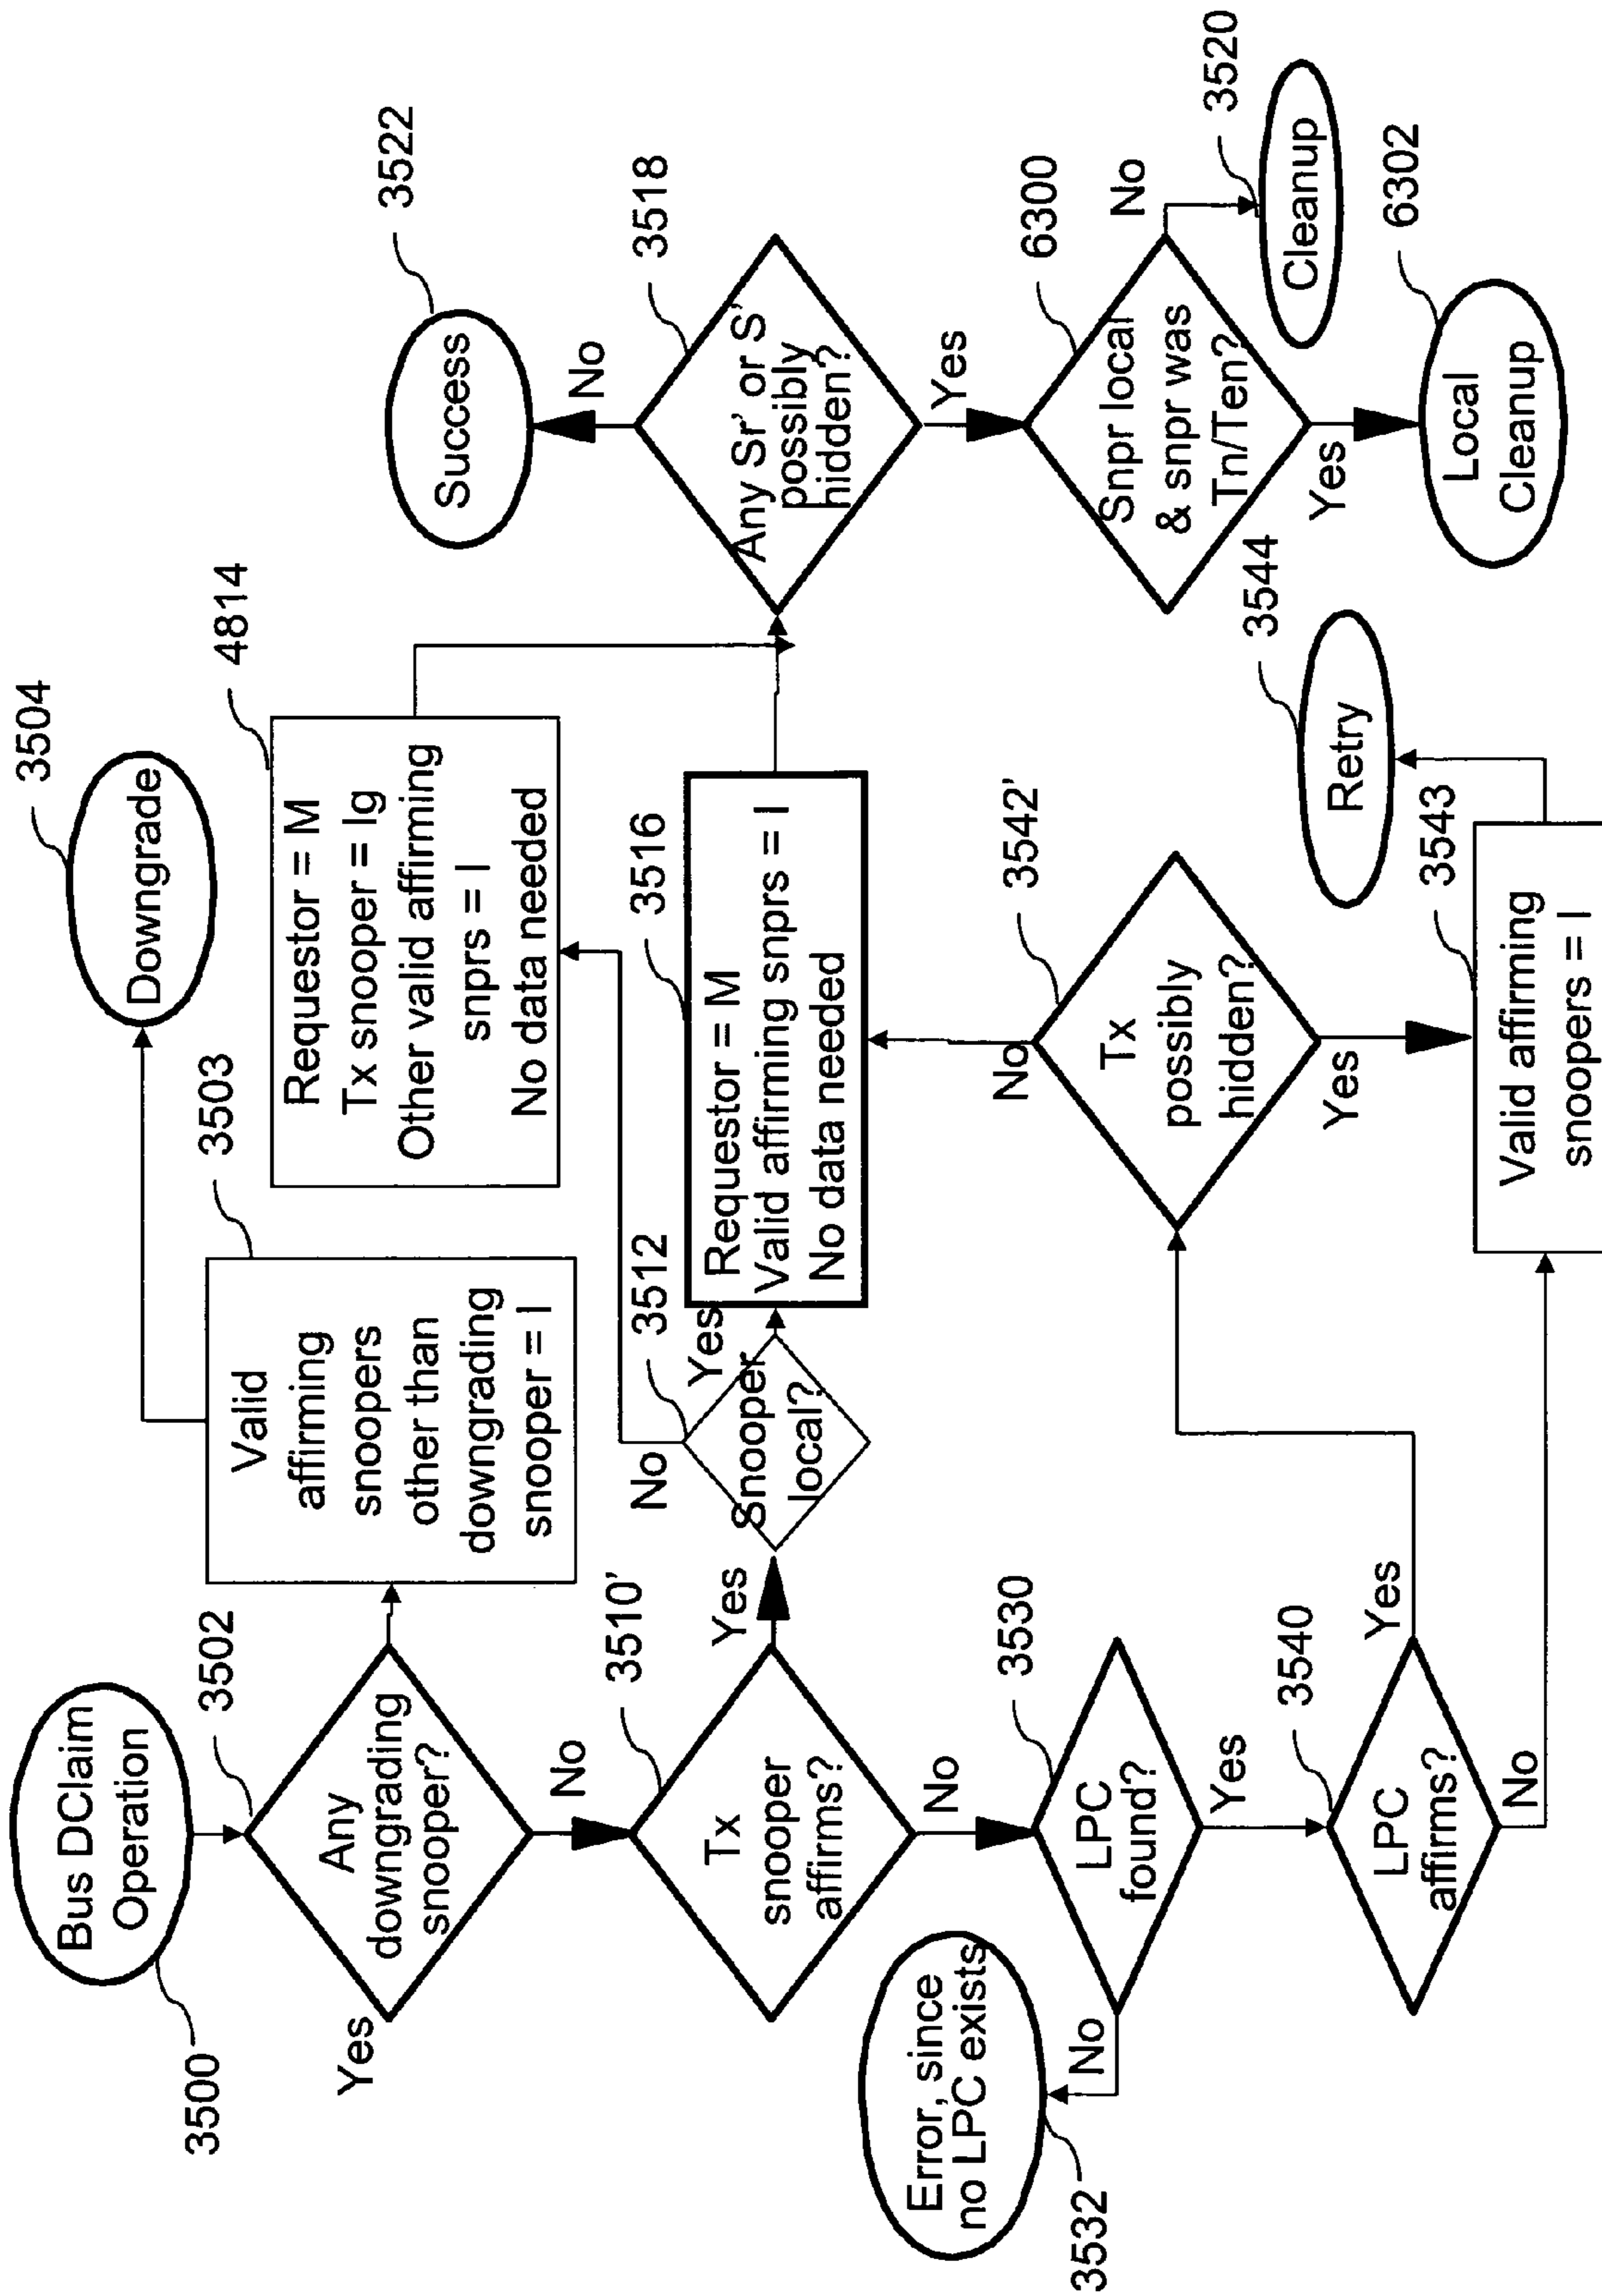 Bus DClaim
Operation
3500
Any
downgrading
snooper?
3502
Yes
No
Valid
affirming
snoopers
other than
downgrading
snooper = I
3503
Downgrade
3504
Tx
snooper
affirms?
3510'
Yes
No
Snooper
local?
3512
No
Yes
Requestor = M
Tx snooper = Ig
Other valid affirming
snprs = I
No data needed
4814
Requestor = M
Valid affirming snprs = I
No data needed
3516
Any Sr' or S'
possibly
hidden?
3518
No
Yes
Success
3522
Snpr local
& snpr was
Tn/Ten?
6300
No
Yes
Cleanup
3520
Local
Cleanup
6302
LPC
found?
3530
No
Yes
Error, since
no LPC exists
3532
LPC
affirms?
3540
Yes
No
Tx
possibly
hidden?
3542'
No
Yes
Valid affirming
snoopers = I
3543
Retry
3544